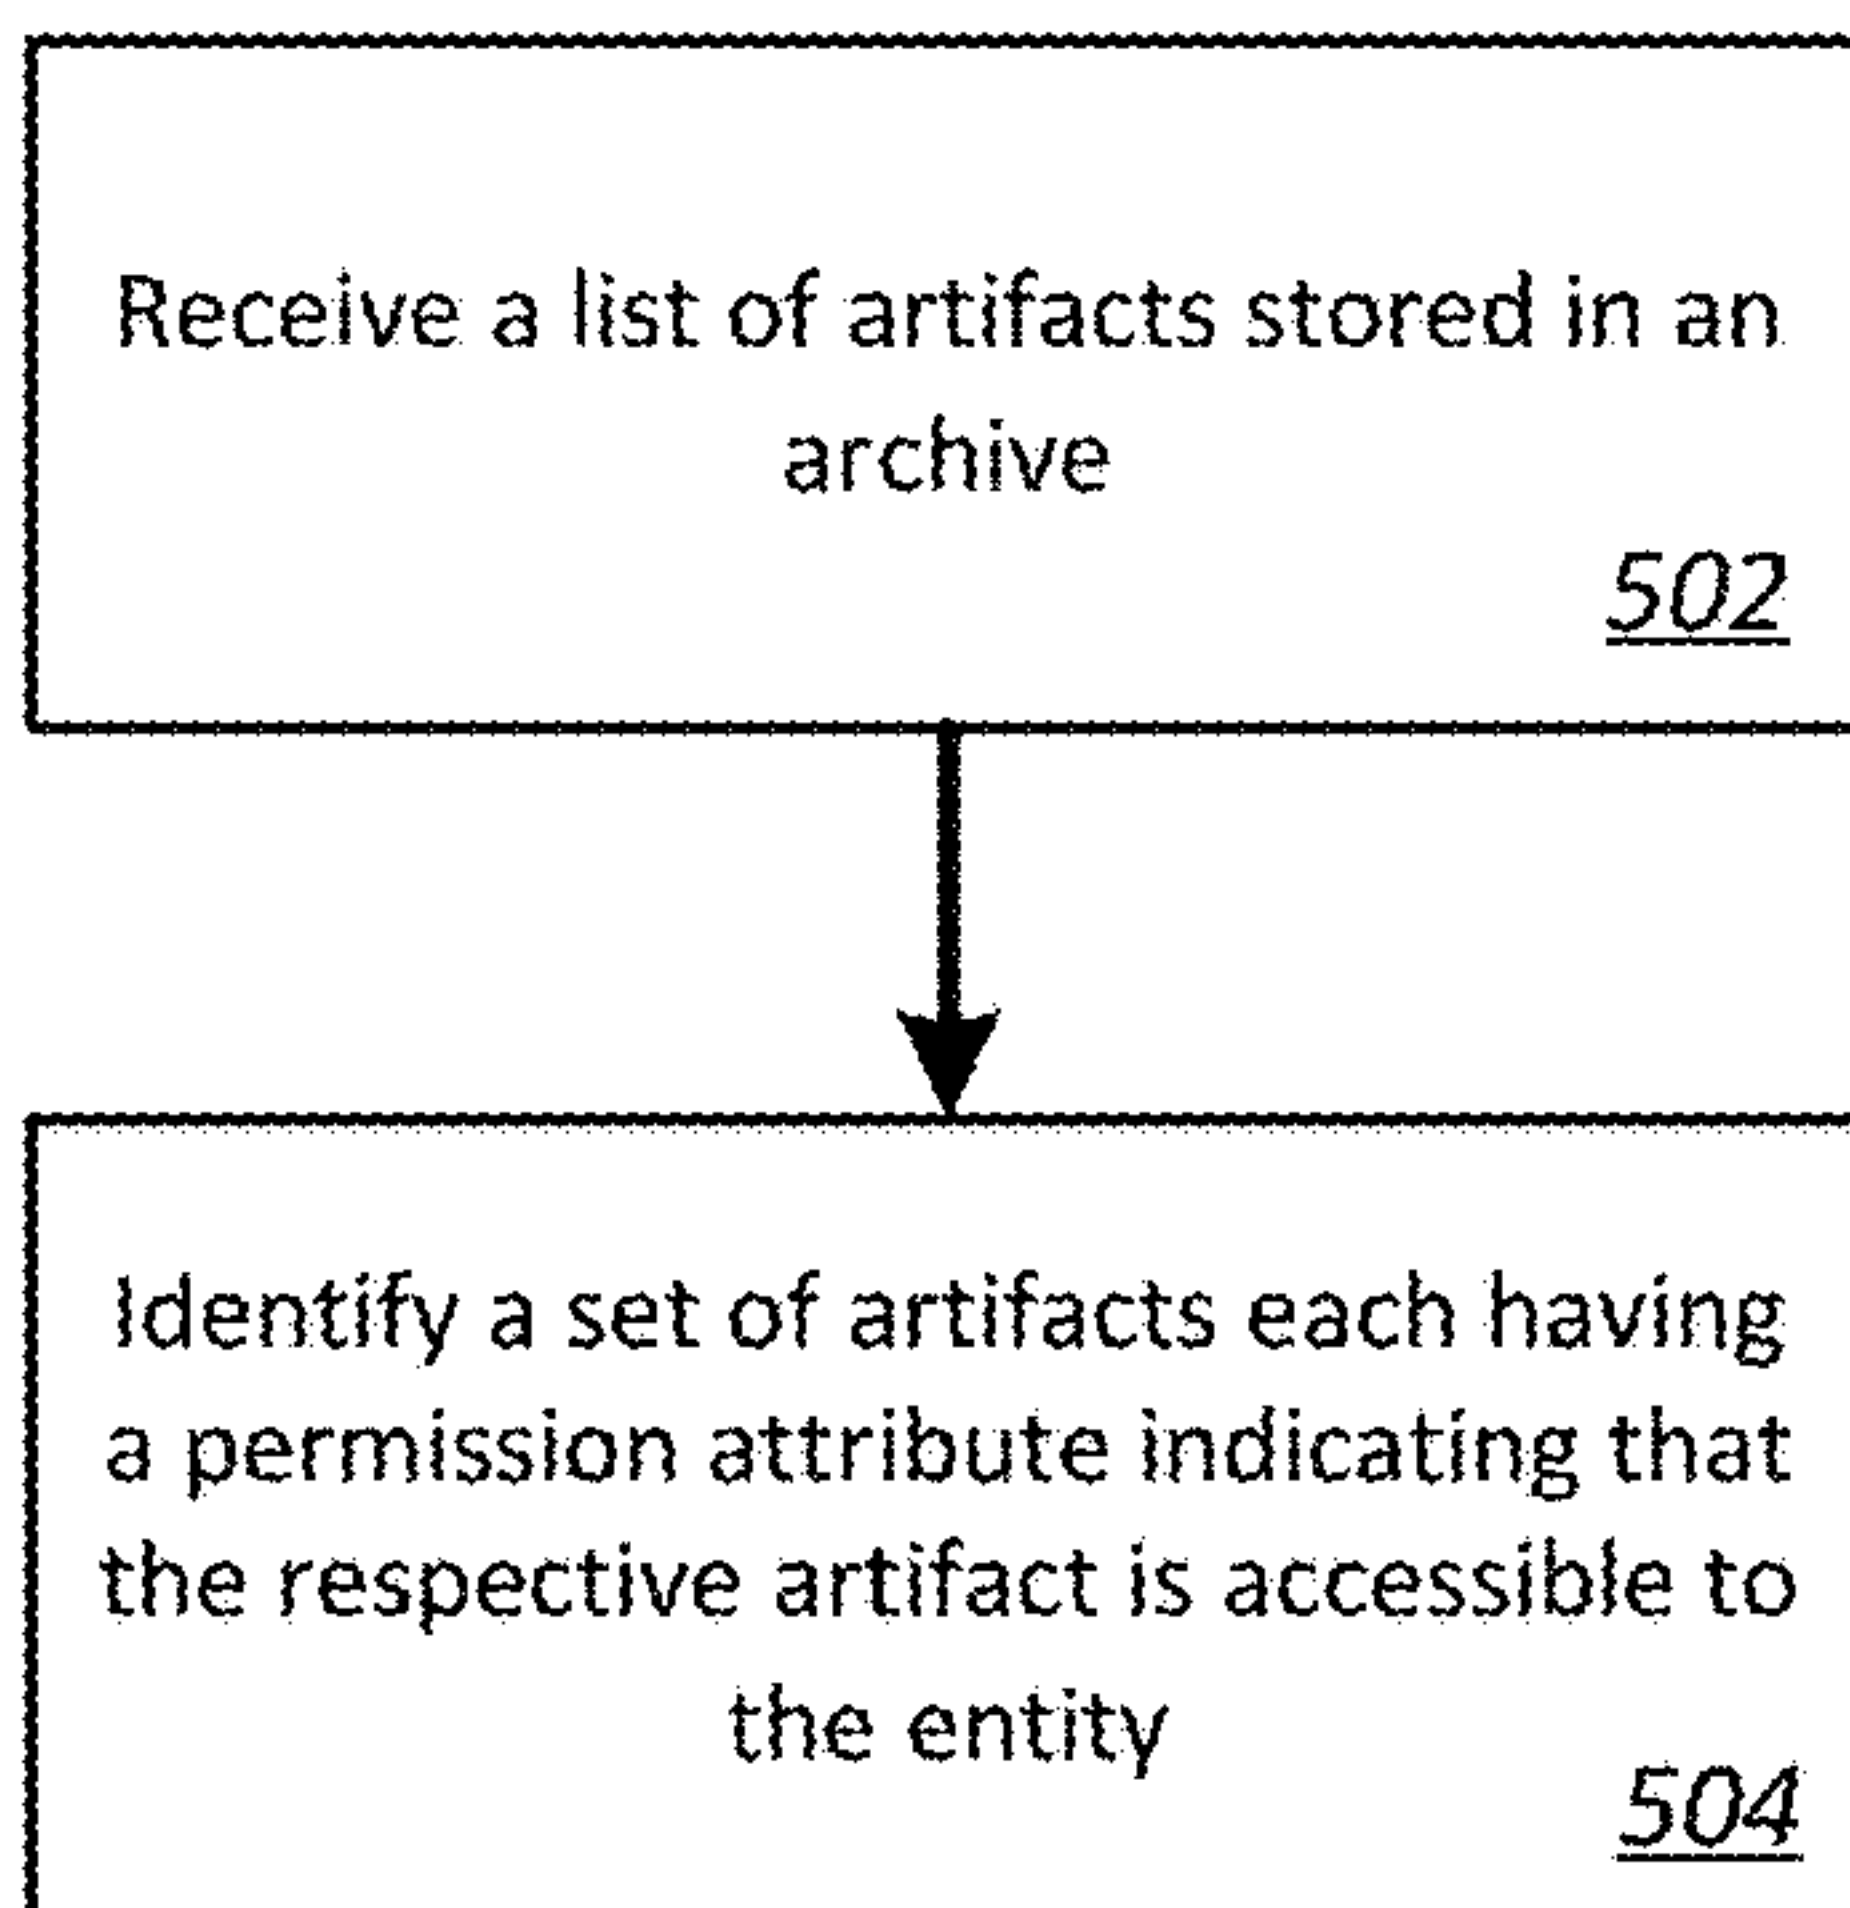 Receive a list of artifacts stored in an
archive
502
Identify a set of artifacts each having
a permission attribute indicating that
the respective artifact is accessible to
the entity
504